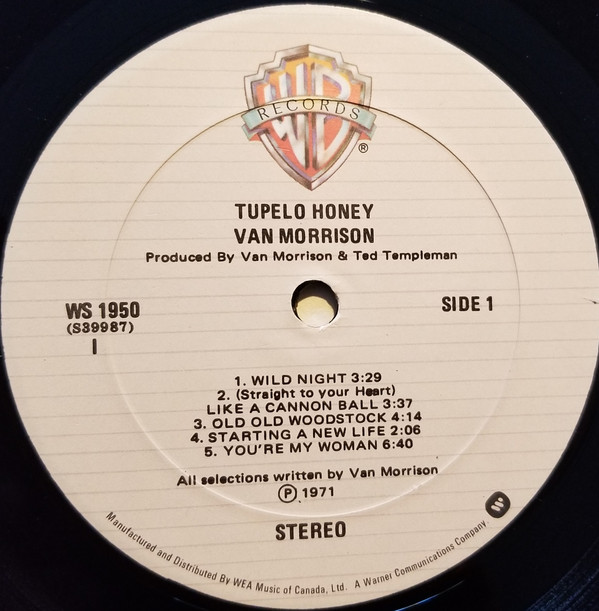 WB
RECORDS
®
TUPELO HONEY
VAN MORRISON
Produced By Van Morrison & Ted Templeman
WS 1950
(S39987)
I
SIDE 1
1. WILD NIGHT 3:29
2. (Straight to your Heart)
LIKE A CANNON BALL 3:37
3. OLD OLD WOODSTOCK 4:14
4. STARTING A NEW LIFE 2:06
5. YOU'RE MY WOMAN 6:40
All selections written by Van Morrison
Ⓟ 1971
STEREO
Manufactured and Distributed By WEA Music of Canada, Ltd. A Warner Communications Company